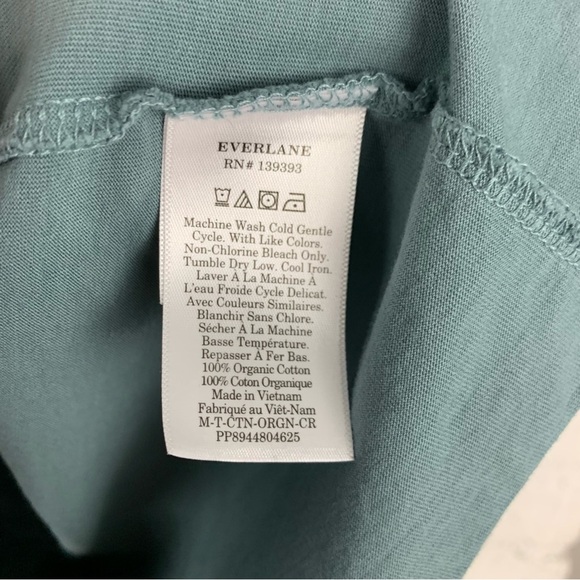 EVERLANE
RN# 139393
Machine Wash Cold Gentle
Cycle. With Like Colors.
Non-Chlorine Bleach Only.
Tumble Dry Low. Cool Iron.
Laver À La Machine À
L'eau Froide Cycle Delicat.
Avec Couleurs Similaires.
Blanchir Sans Chlore.
Sécher À La Machine
Basse Température.
Repasser À Fer Bas.
100% Organic Cotton
100% Coton Organique
Made in Vietnam
Fabriqué au Viêt-Nam
M-T-CTN-ORGN-CR
PP8944804625